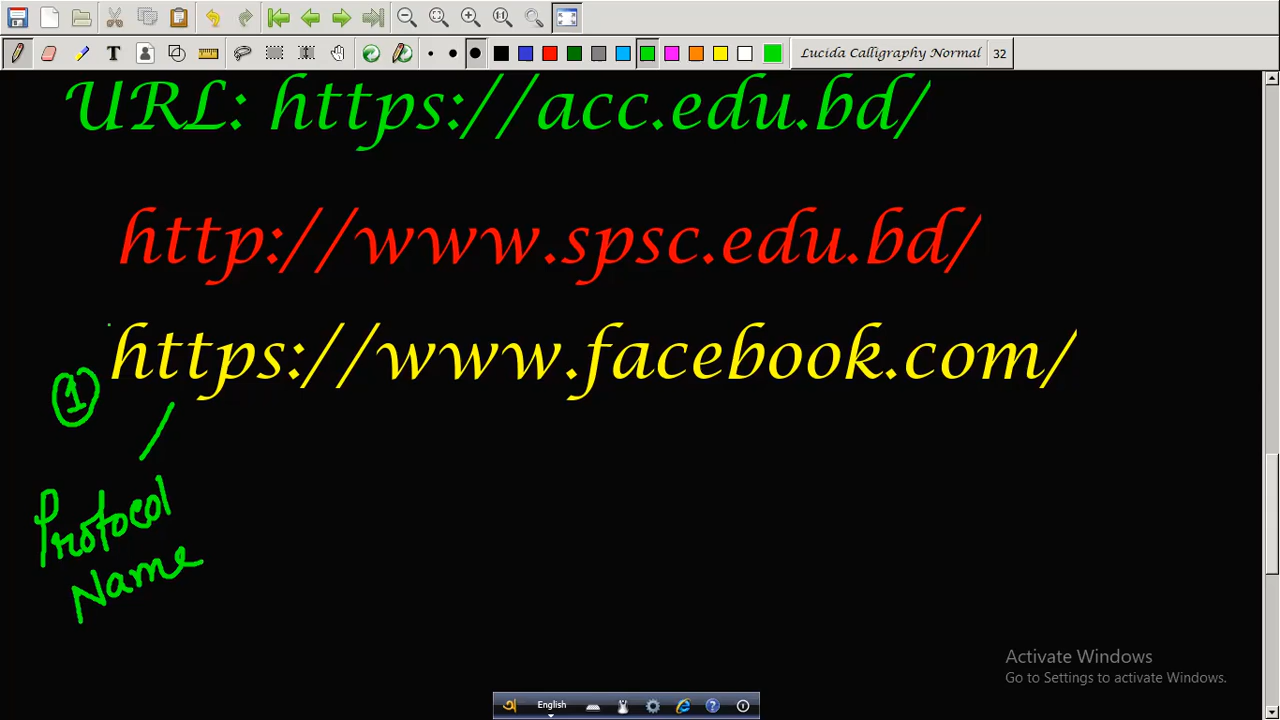 Lucida Calligraphy Normal 32
URL: https://acc.edu.bd/
http://www.spsc.edu.bd/
https://www.facebook.com/
1
Protocol
Name
Activate Windows
Go to Settings to activate Windows.
English